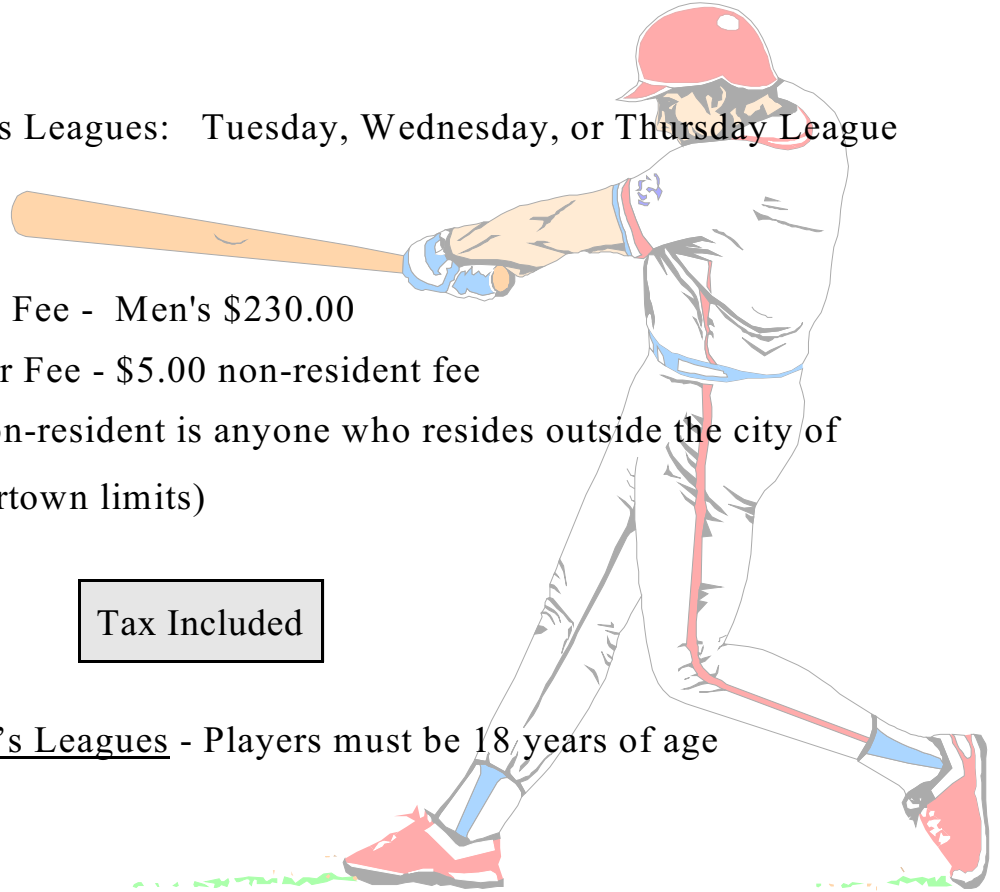 s Leagues: Tuesday, Wednesday, or Thursday League
Fee - Men's $230.00
r Fee - $5.00 non-resident fee
on-resident is anyone who resides outside the city of
rtown limits)
Tax Included
’s Leagues - Players must be 18 years of age